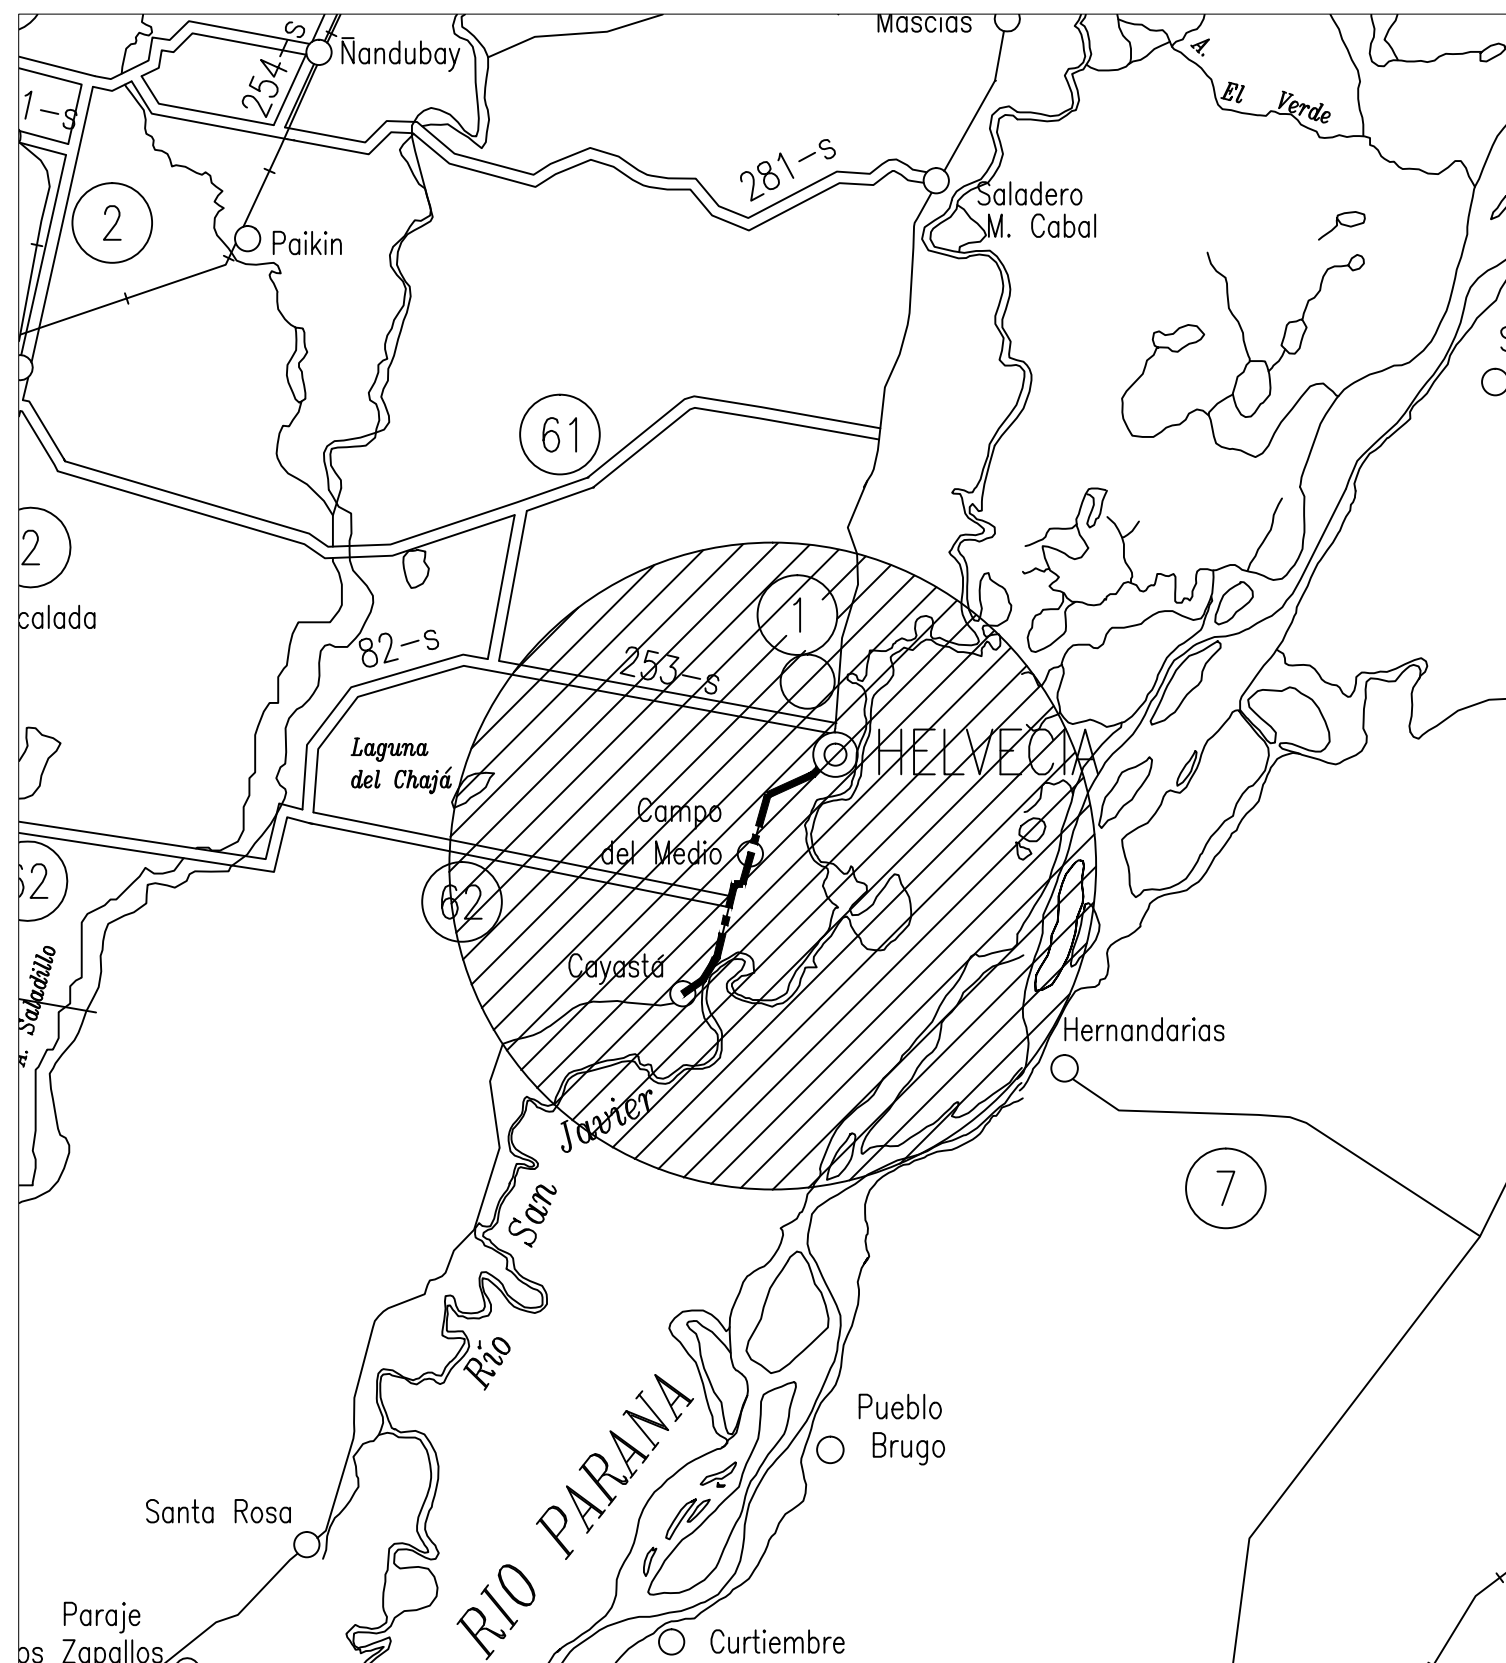 Mascias
Ñandubay
254-s
A.
El Verde
1-s
281-s
Saladero
M. Cabal
2
Paikin
S
61
2
calada
1
82-s
253-s
Laguna
del Chajá
HELVECIA
Campo
del Medio
62
62
Cayastá
A. Saladillo
Hernandarias
Río San Javier
7
RIO PARANA
Pueblo
Brugo
Santa Rosa
Paraje
os Zapallos
Curtiembre